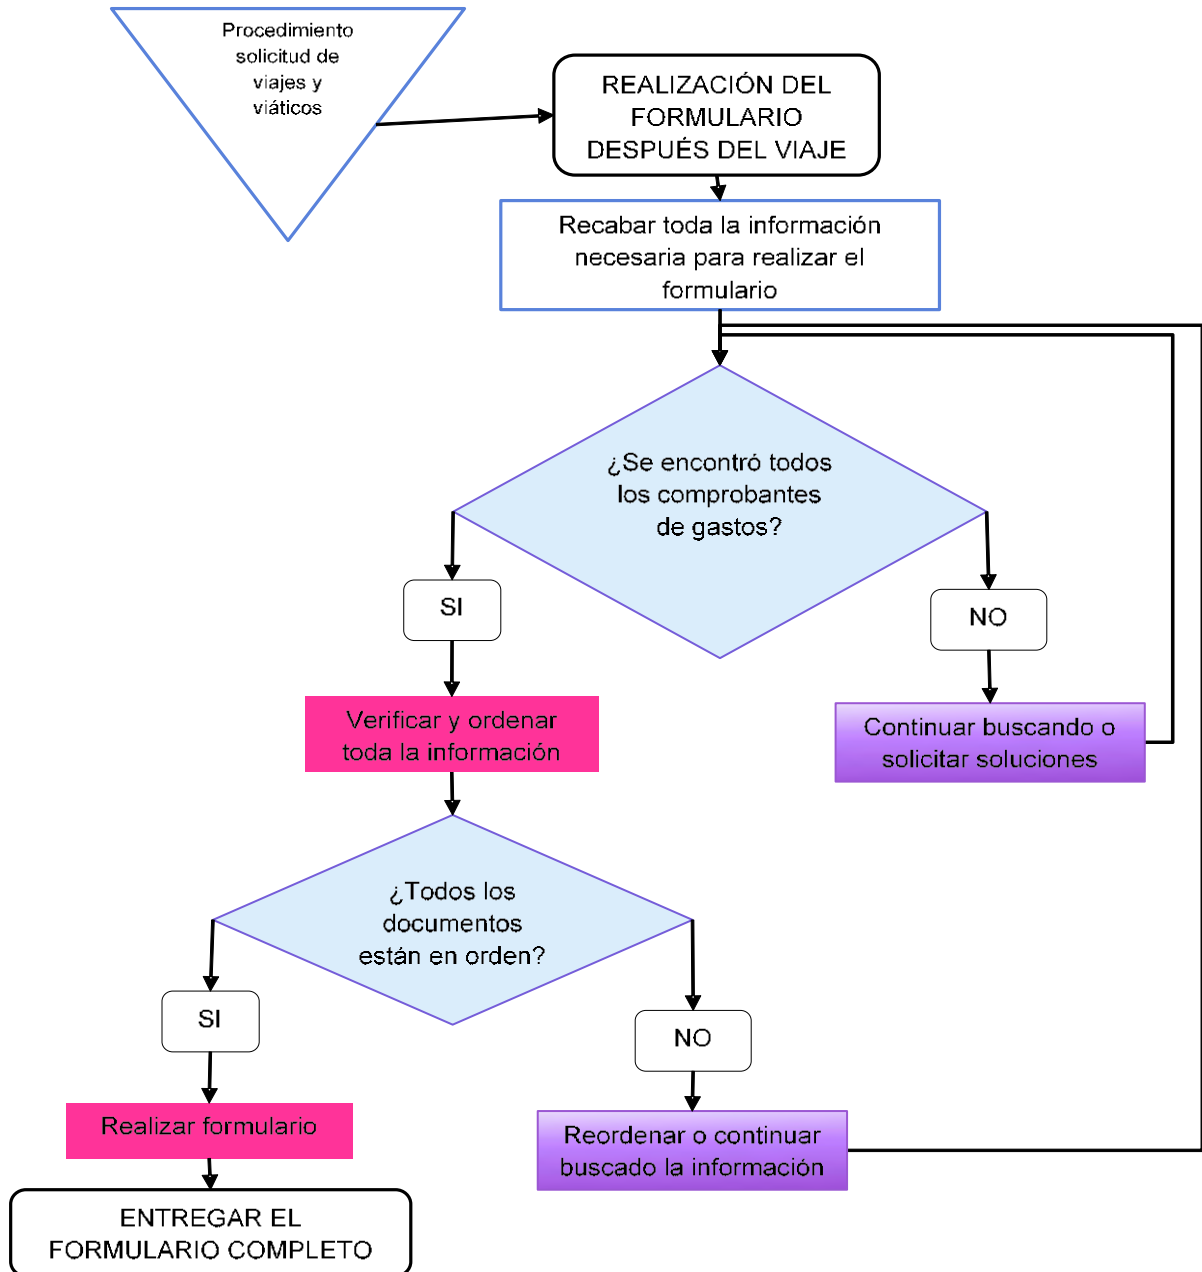 Procedimiento
solicitud de
viajes y
viáticos
REALIZACIÓN DEL
FORMULARIO
DESPUÉS DEL VIAJE
Recabar toda la información
necesaria para realizar el
formulario
¿Se encontró todos
los comprobantes
de gastos?
SI
NO
Verificar y ordenar
toda la información
Continuar buscando o
solicitar soluciones
¿Todos los
documentos
están en orden?
SI
NO
Realizar formulario
Reordenar o continuar
buscado la información
ENTREGAR EL
FORMULARIO COMPLETO